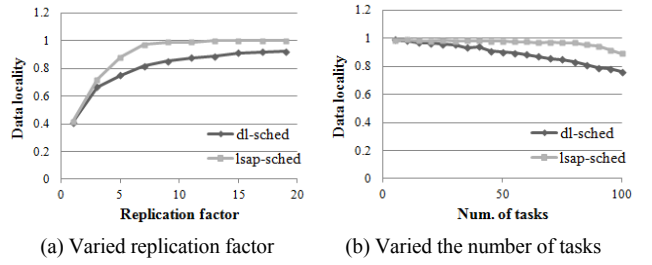 1.2
1
0.8
0.6
0.4
0.2
0
Data locality
dl-sched
lsap-sched
0 5 10 15 20
Replication factor
(a) Varied replication factor
1.2
1
0.8
0.6
0.4
0.2
0
Data locality
dl-sched
lsap-sched
0 50 100
Num. of tasks
(b) Varied the number of tasks